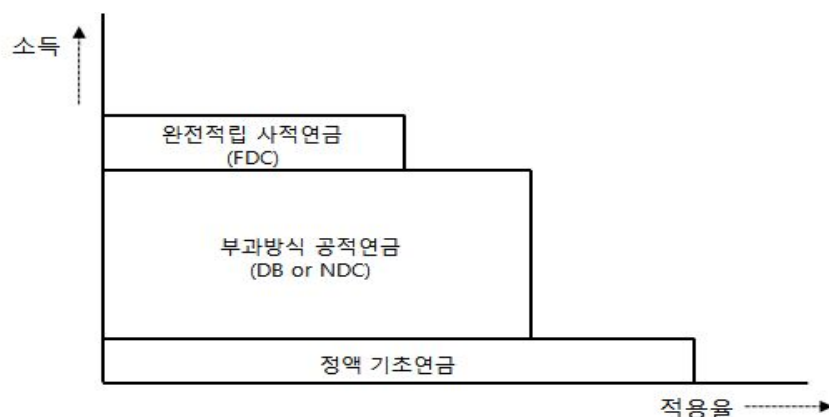 소득
완전적립 사적연금
(FDC)
부과방식 공적연금
(DB or NDC)
정액 기초연금
적용율